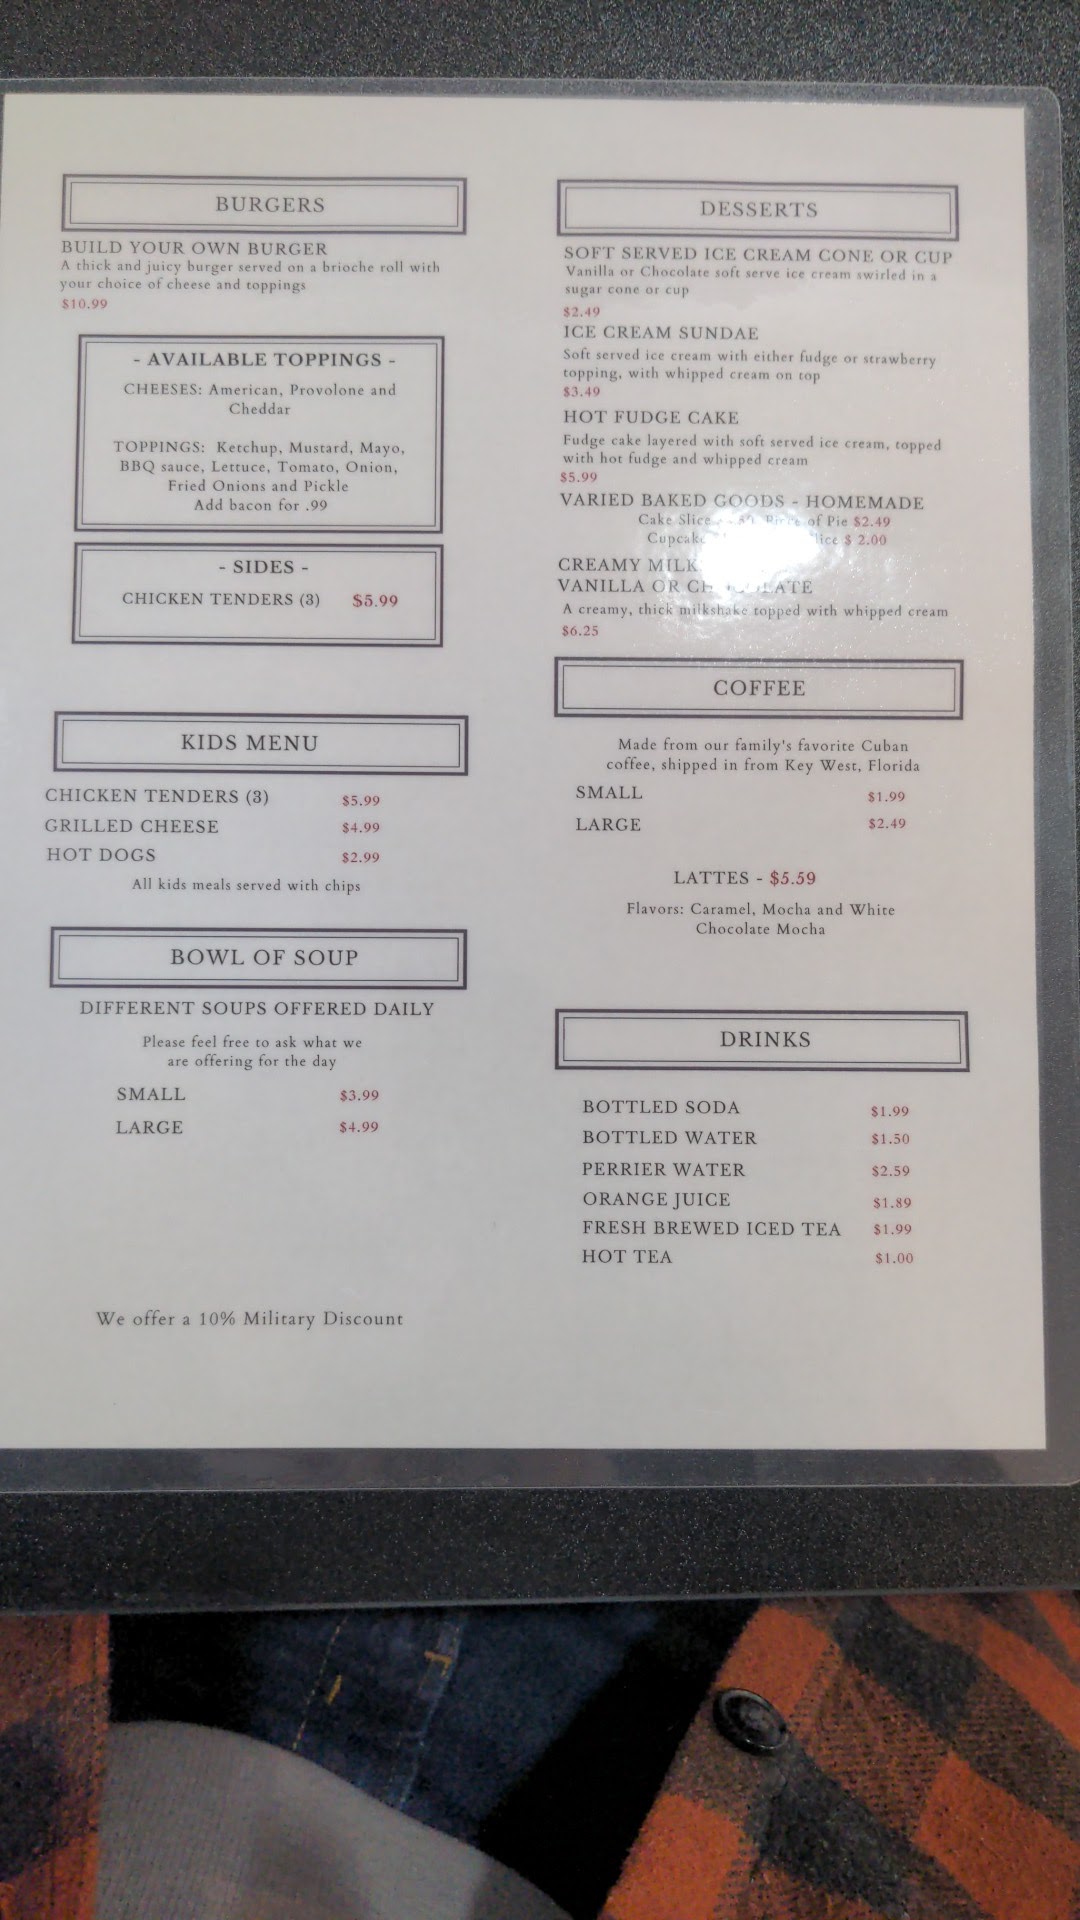 BURGERS
BUILD YOUR OWN BURGER
A thick and juicy burger served on a brioche roll with
your choice of cheese and toppings
$10.99
- AVAILABLE TOPPINGS -
CHEESES: American, Provolone and
Cheddar
TOPPINGS: Ketchup, Mustard, Mayo,
BBQ sauce, Lettuce, Tomato, Onion,
Fried Onions and Pickle
Add bacon for .99
- SIDES -
CHICKEN TENDERS (3) $5.99
KIDS MENU
CHICKEN TENDERS (3) $5.99
GRILLED CHEESE $4.99
HOT DOGS $2.99
All kids meals served with chips
BOWL OF SOUP
DIFFERENT SOUPS OFFERED DAILY
Please feel free to ask what we
are offering for the day
SMALL $3.99
LARGE $4.99
We offer a 10% Military Discount
DESSERTS
SOFT SERVED ICE CREAM CONE OR CUP
Vanilla or Chocolate soft serve ice cream swirled in a
sugar cone or cup
$2.49
ICE CREAM SUNDAE
Soft served ice cream with either fudge or strawberry
topping, with whipped cream on top
$3.49
HOT FUDGE CAKE
Fudge cake layered with soft served ice cream, topped
with hot fudge and whipped cream
$5.99
VARIED BAKED GOODS - HOMEMADE
Cake Slice Piece of Pie $2.49
Cupcake $ 2.00
CREAMY
VANILLA OR CHOCOLATE
A creamy, thick milkshake topped with whipped cream
$6.25
COFFEE
Made from our family's favorite Cuban
coffee, shipped in from Key West, Florida
SMALL $1.99
LARGE $2.49
LATTES - $5.59
Flavors: Caramel, Mocha and White
Chocolate Mocha
DRINKS
BOTTLED SODA $1.99
BOTTLED WATER $1.50
PERRIER WATER $2.59
ORANGE JUICE $1.89
FRESH BREWED ICED TEA $1.99
HOT TEA $1.00